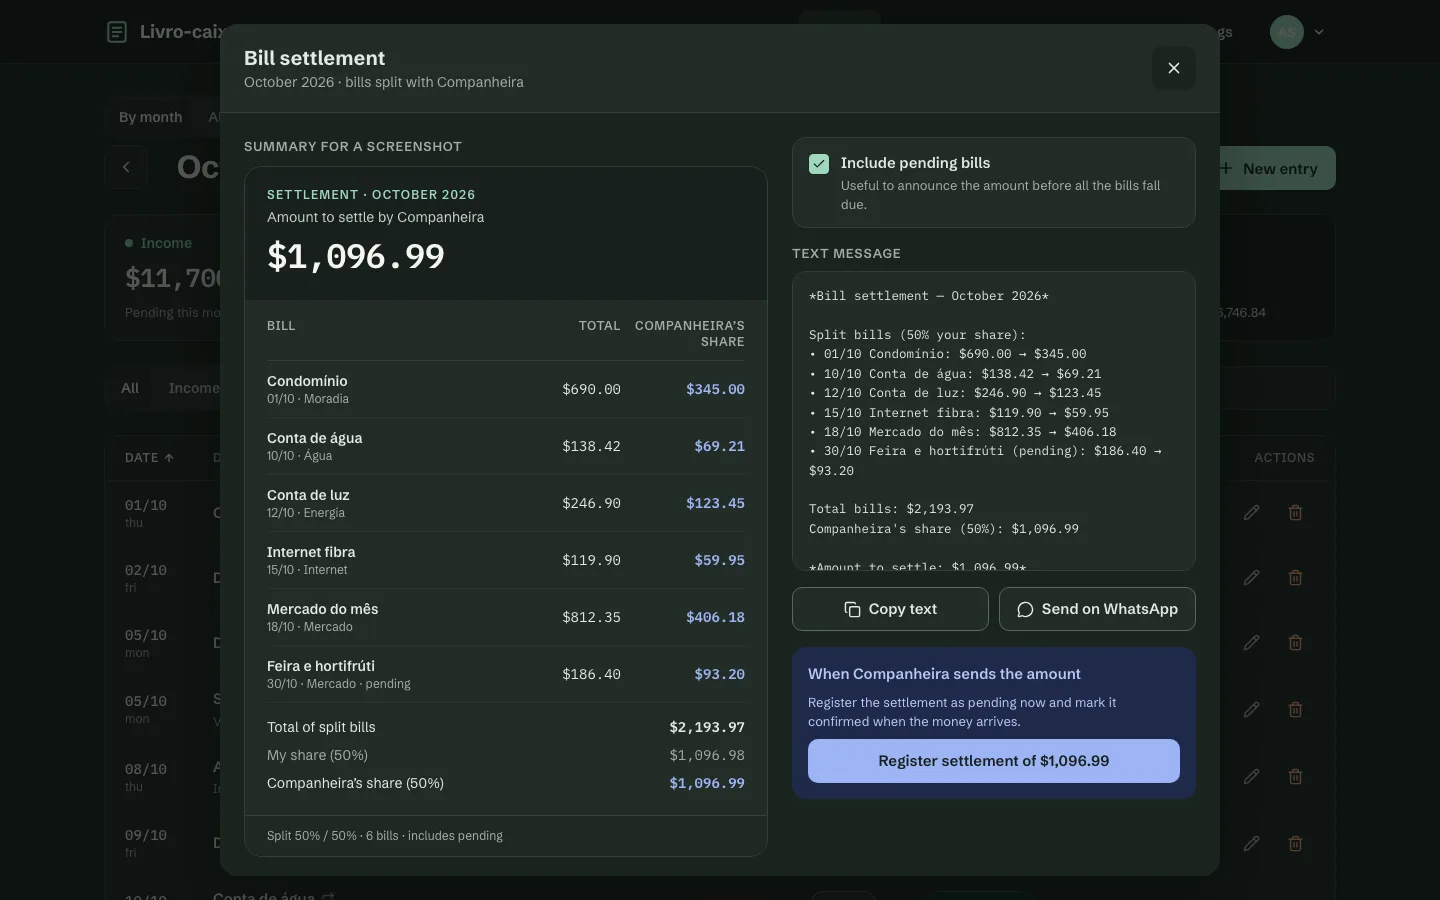 Livro-caix
gs
AS
By month
Oc
New entry
Income
$11,700
Pending this mo
6,746.84
All
Income
DATE ↑
ACTIONS
01/10
thu
02/10
fri
05/10
mon
05/10
mon
08/10
thu
09/10
fri
Conta de água
Bill settlement
October 2026 · bills split with Companheira
SUMMARY FOR A SCREENSHOT
SETTLEMENT · OCTOBER 2026
Amount to settle by Companheira
$1,096.99
BILL TOTAL COMPANHEIRA’S SHARE
Condomínio
01/10 · Moradia
$690.00 $345.00
Conta de água
10/10 · Água
$138.42 $69.21
Conta de luz
12/10 · Energia
$246.90 $123.45
Internet fibra
15/10 · Internet
$119.90 $59.95
Mercado do mês
18/10 · Mercado
$812.35 $406.18
Feira e hortifrúti
30/10 · Mercado · pending
$186.40 $93.20
Total of split bills $2,193.97
My share (50%) $1,096.98
Companheira’s share (50%) $1,096.99
Split 50% / 50% · 6 bills · includes pending
Include pending bills
Useful to announce the amount before all the bills fall
due.
TEXT MESSAGE
*Bill settlement — October 2026*
Split bills (50% your share):
• 01/10 Condomínio: $690.00 → $345.00
• 10/10 Conta de água: $138.42 → $69.21
• 12/10 Conta de luz: $246.90 → $123.45
• 15/10 Internet fibra: $119.90 → $59.95
• 18/10 Mercado do mês: $812.35 → $406.18
• 30/10 Feira e hortifrúti (pending): $186.40 →
$93.20
Total bills: $2,193.97
Companheira's share (50%): $1,096.99
*Amount to settle: $1,096.99*
Copy text
Send on WhatsApp
When Companheira sends the amount
Register the settlement as pending now and mark it
confirmed when the money arrives.
Register settlement of $1,096.99